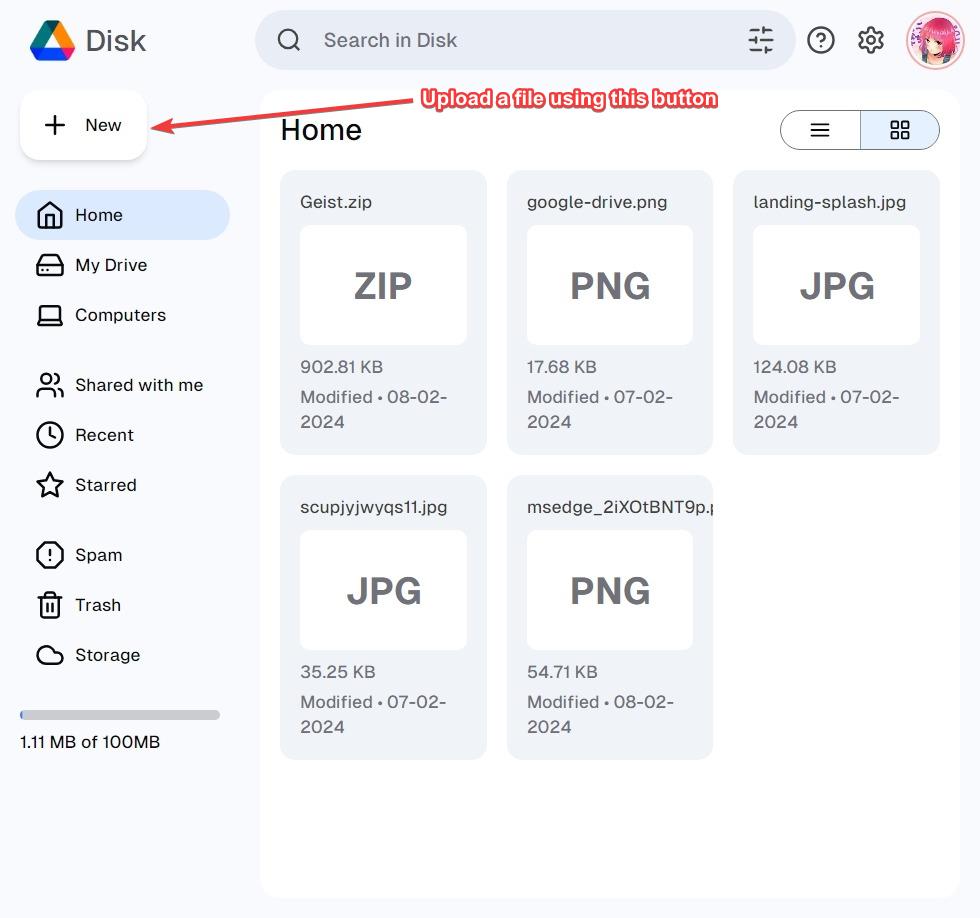 Disk
Search in Disk
New
Upload a file using this button
Home
Home
My Drive
Computers
Shared with me
Recent
Starred
Spam
Trash
Storage
1.11 MB of 100MB
Geist.zip
ZIP
902.81 KB
Modified • 08-02-
2024
google-drive.png
PNG
17.68 KB
Modified • 07-02-
2024
landing-splash.jpg
JPG
124.08 KB
Modified • 07-02-
2024
scupjyjwyqs11.jpg
JPG
35.25 KB
Modified • 07-02-
2024
msedge_2iXOtBNT9p.p
PNG
54.71 KB
Modified • 08-02-
2024